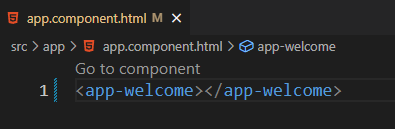 app.component.html M
src > app > app.component.html > app-welcome
Go to component
1 <app-welcome></app-welcome>